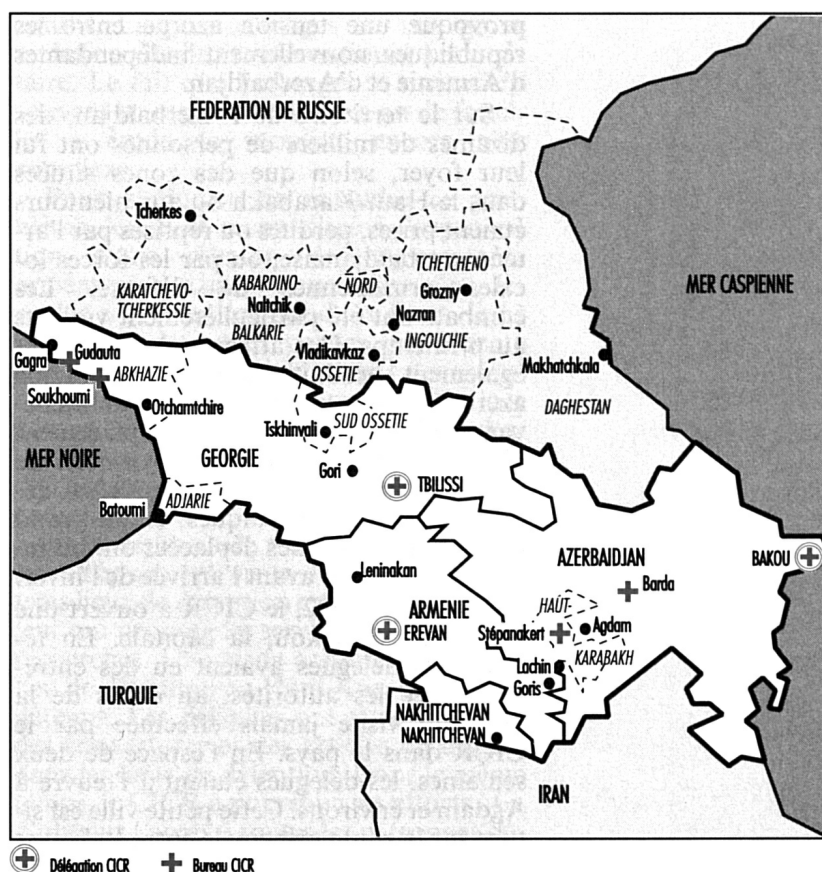 FEDERATION DE RUSSIE
Tcherkes
KARATCHEVO-
TCHERKESSIE
KABARDINO-
Naltchik
BALKARIE
NORD
OSSETIE
Vladikavkaz
TCHETCHENO
Grozny
Nazran
INGOUCHIE
MER CASPIENNE
Makhatchkala
DAGHESTAN
Gagra
Gudauta
Soukhoumi
ABKHAZIE
Otchamtchire
MER NOIRE
GEORGIE
Tskhinvali
SUD OSSETIE
Gori
TBILISSI
Batoumi
ADJARIE
Leninakan
ARMENIE
EREVAN
AZERBAIDJAN
BAKOU
Barda
HAUT-
Stépanakert
Agdam
KARABAKH
Lachin
Goris
TURQUIE
NAKHITCHEVAN
NAKHITCHEVAN
IRAN
Délégation CICR
Bureau CICR